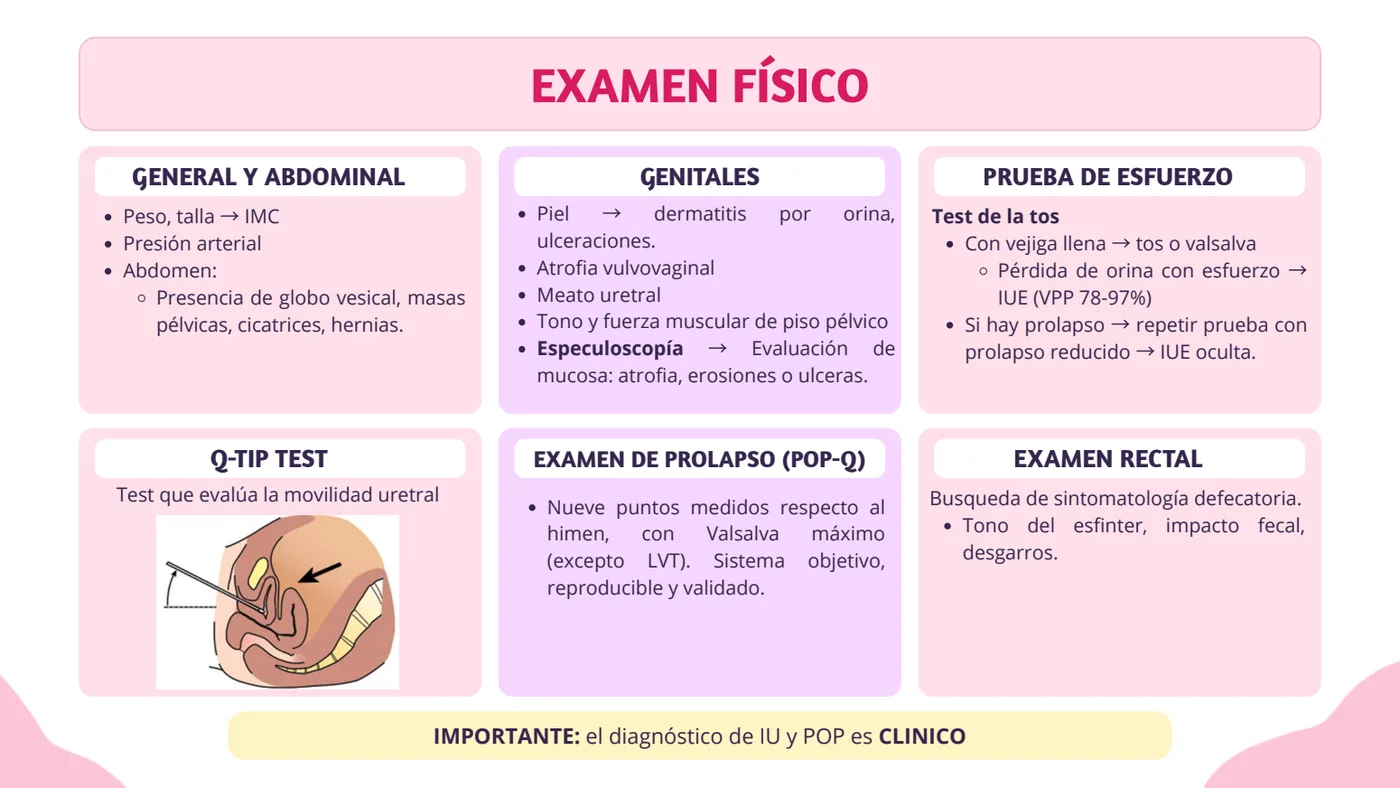 EXAMEN FÍSICO
GENERAL Y ABDOMINAL
Peso, talla → IMC
Presión arterial
Abdomen:
Presencia de globo vesical, masas
pélvicas, cicatrices, hernias.
GENITALES
Piel → dermatitis por orina,
ulceraciones.
Atrofia vulvovaginal
Meato uretral
Tono y fuerza muscular de piso pélvico
Especuloscopía → Evaluación de
mucosa: atrofia, erosiones o ulceras.
PRUEBA DE ESFUERZO
Test de la tos
Con vejiga llena → tos o valsalva
Pérdida de orina con esfuerzo →
IUE (VPP 78-97%)
Si hay prolapso → repetir prueba con
prolapso reducido → IUE oculta.
Q-TIP TEST
Test que evalúa la movilidad uretral
EXAMEN DE PROLAPSO (POP-Q)
Nueve puntos medidos respecto al
himen, con Valsalva máximo
(excepto LVT). Sistema objetivo,
reproducible y validado.
EXAMEN RECTAL
Busqueda de sintomatología defecatoria.
Tono del esfinter, impacto fecal,
desgarros.
IMPORTANTE: el diagnóstico de IU y POP es CLINICO